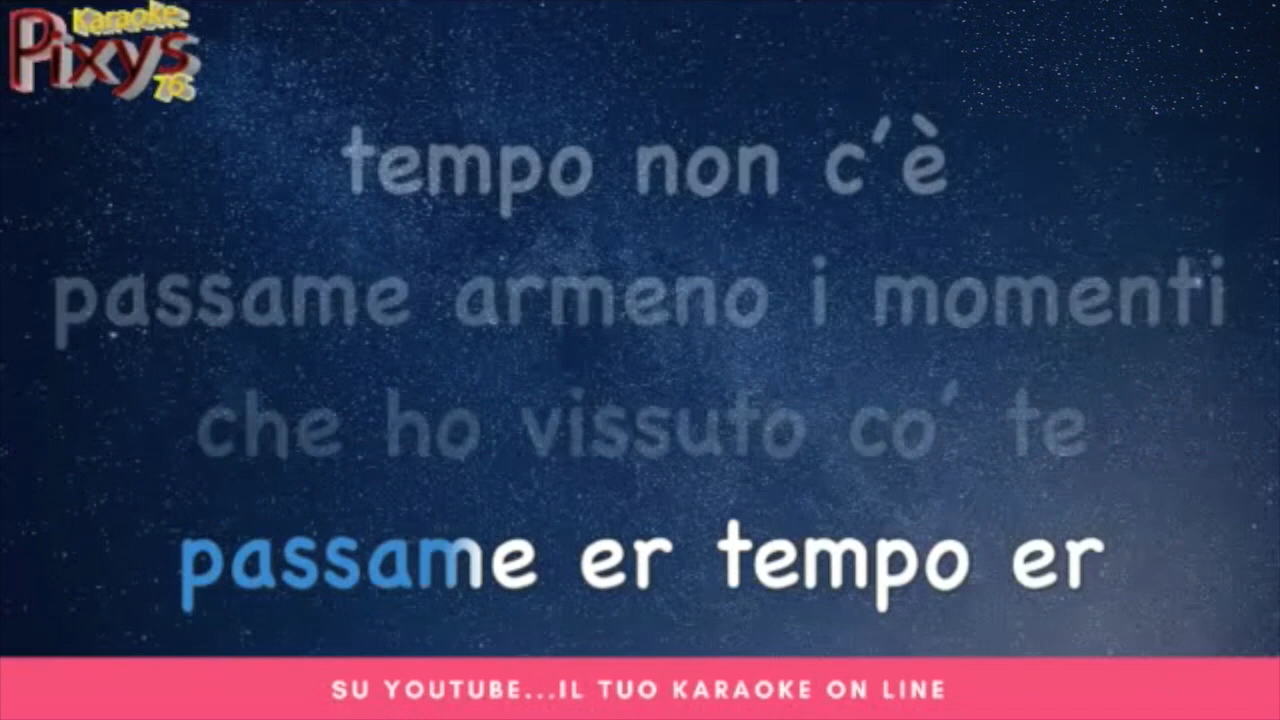 Karaoke
Pixys
76
tempo non c'è
passame armeno i momenti
che ho vissuto co' te
passame er tempo er
SU YOUTUBE...IL TUO KARAOKE ON LINE